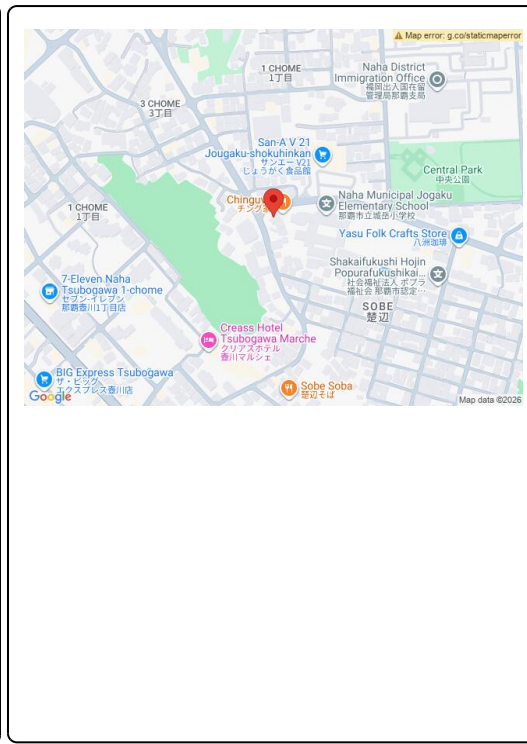 Map error: g.co/staticmaperror
Naha District
Immigration Office
福岡出入国在留
管理局那覇支局
1 CHOME
1丁目
3 CHOME
3丁目
San-A V 21
Jougaku-shokuhinkan
サンエー V21
じょうがく食品館
Central Park
中央公園
Naha Municipal Jogaku
Elementary School
那覇市立城岳小学校
1 CHOME
1丁目
Yasu Folk Crafts Store
八洲珈琲
Shakaifukushi Hojin
Popurafukushikai...
社会福祉法人 ポプラ
福祉会 那覇市認定…
7-Eleven Naha
Tsubogawa 1-chome
セブン-イレブン
那覇壺川1丁目店
SOBE
楚辺
Creass Hotel
Tsubogawa Marche
クリアスホテル
壺川マルシェ
BIG Express Tsubogawa
ザ・ビッグ
エクスプレス壺川店
Sobe Soba
楚辺そば
Google
Map data ©2026